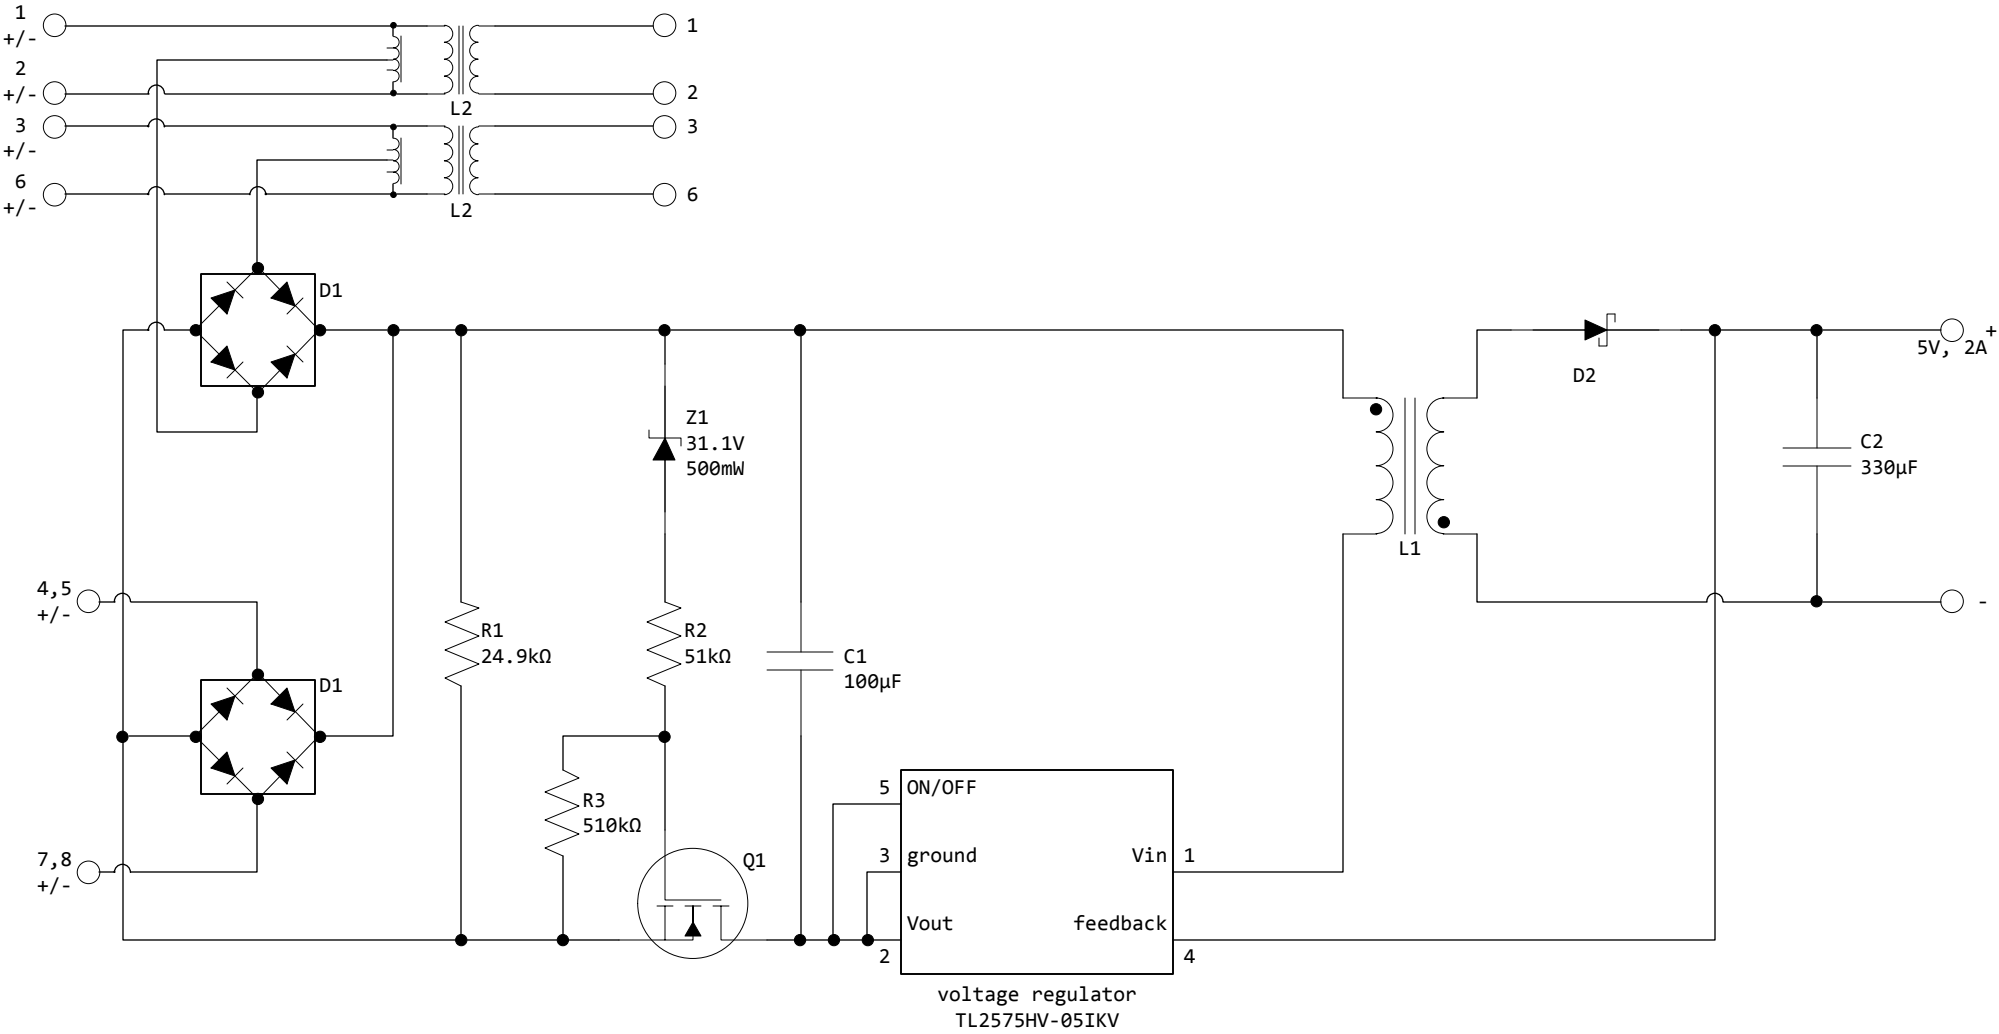 1
+/-
1
2
+/-
2
L2
3
+/-
3
6
+/-
6
L2
D1
+
5V, 2A
D2
Z1
31.1V
500mW
C2
330µF
L1
4,5
+/-
-
R1
24.9kΩ
R2
51kΩ
C1
100µF
D1
5 ON/OFF
R3
510kΩ
7,8
+/-
Q1
3 ground
Vin 1
Vout
feedback
2
4
voltage regulator
TL2575HV-05IKV